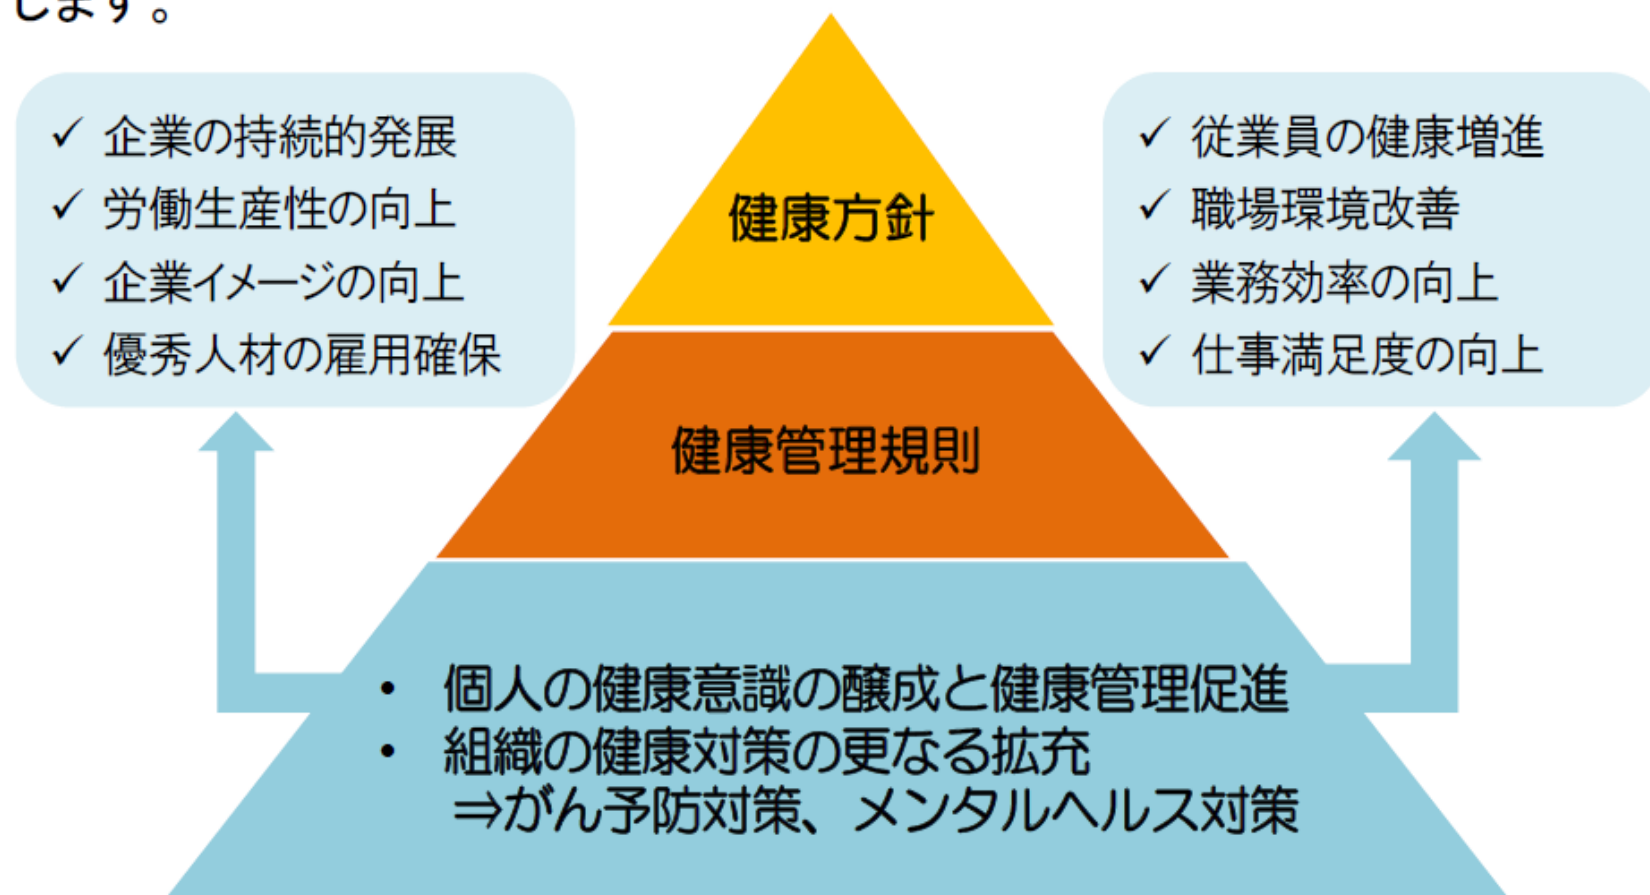 します。
✓ 企業の持続的発展
✓ 労働生産性の向上
✓ 企業イメージの向上
✓ 優秀人材の雇用確保
健康方針
✓ 従業員の健康増進
✓ 職場環境改善
✓ 業務効率の向上
✓ 仕事満足度の向上
健康管理規則
• 個人の健康意識の醸成と健康管理促進
• 組織の健康対策の更なる拡充
⇒がん予防対策、メンタルヘルス対策